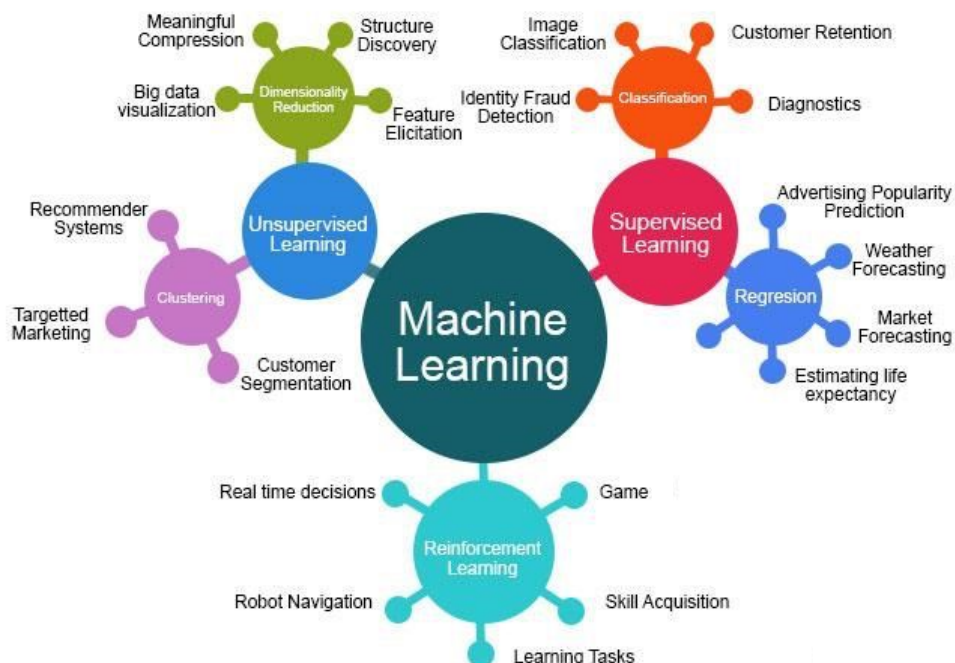 Meaningful
Compression
Structure
Discovery
Big data
visualization
Dimensionality
Reduction
Feature
Elicitation
Image
Classification
Customer Retention
Identity Fraud
Detection
Classification
Diagnostics
Recommender
Systems
Unsupervised
Learning
Supervised
Learning
Advertising Popularity
Prediction
Weather
Forecasting
Clustering
Regresion
Targetted
Marketing
Machine
Learning
Market
Forecasting
Customer
Segmentation
Estimating life
expectancy
Real time decisions
Game
Reinforcement
Learning
Robot Navigation
Skill Acquisition
Learning Tasks